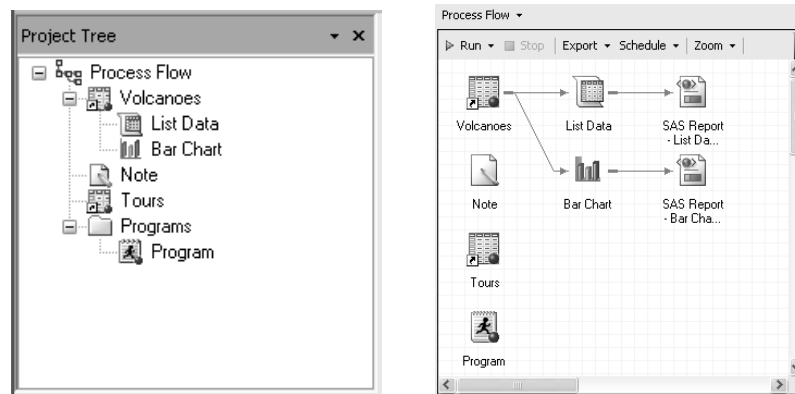 Project Tree
Process Flow
Volcanoes
List Data
Bar Chart
Note
Tours
Programs
Program
Process Flow
Run Stop Export Schedule Zoom
Volcanoes List Data SAS Report
- List Da...
Note Bar Chart SAS Report
- Bar Cha...
Tours
Program